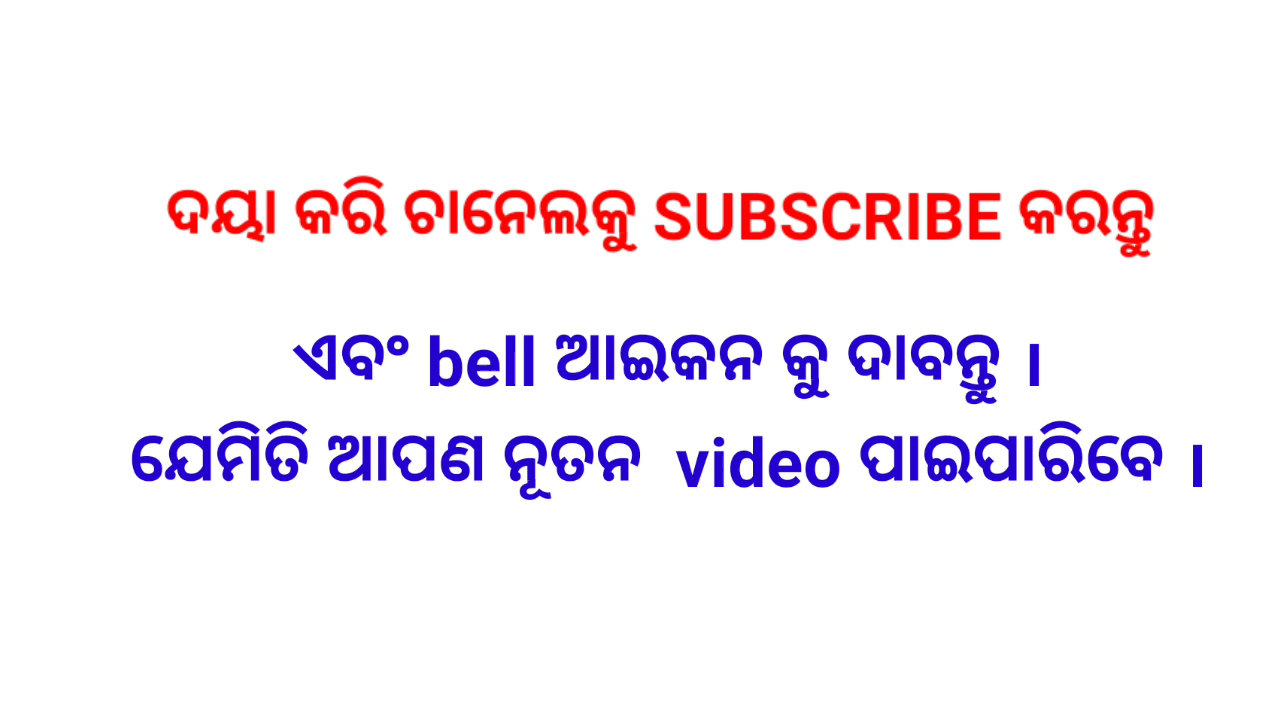 ଦୟା କରି ଚାନେଲକୁ SUBSCRIBE କରନ୍ତୁ
ଏବଂ bell ଆଇକନ କୁ ଦାବନ୍ତୁ ।
ଯେମିତି ଆପଣ ନୂତନ video ପାଇପାରିବେ ।